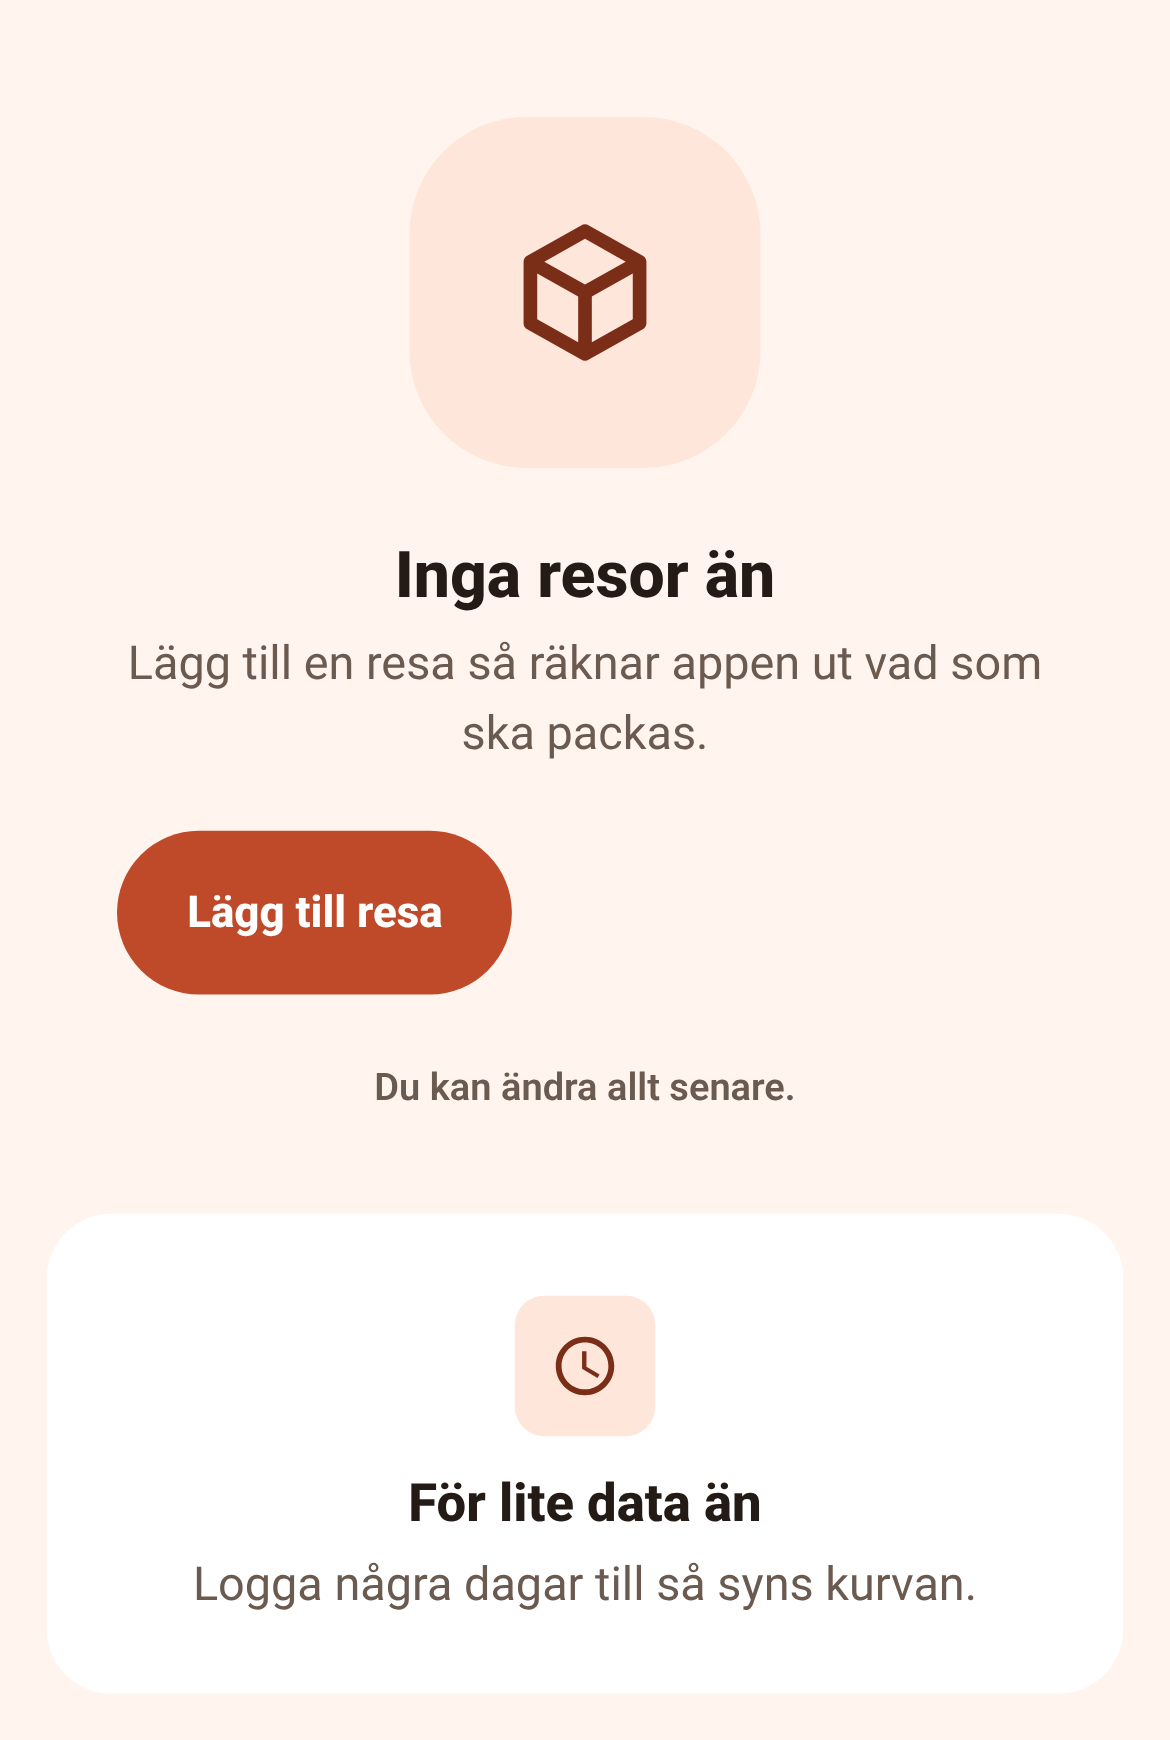 Inga resor än
Lägg till en resa så räknar appen ut vad som
ska packas.
Lägg till resa
Du kan ändra allt senare.
För lite data än
Logga några dagar till så syns kurvan.